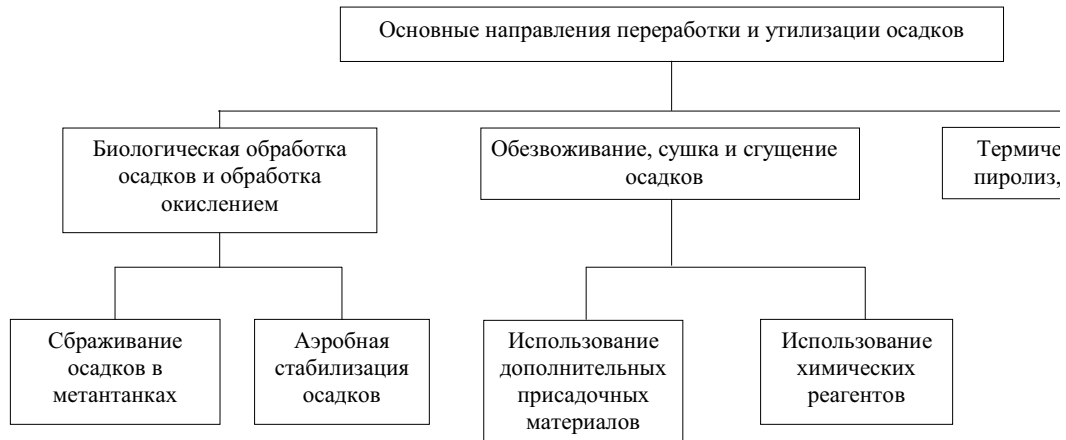 Основные направления переработки и утилизации осадков
Биологическая обработка
осадков и обработка
окислением
Обезвоживание, сушка и сгущение
осадков
пиролиз,
Сбраживание
осадков в
метантанках
Аэробная
стабилизация
осадков
Использование
дополнительных
присадочных
материалов
Использование
химических
реагентов